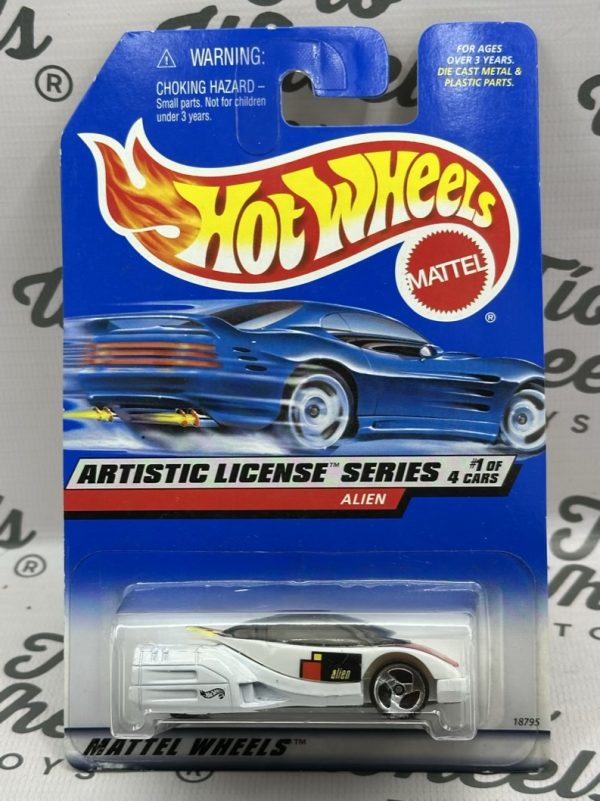 ⚠ WARNING:
CHOKING HAZARD –
Small parts. Not for children
under 3 years.
FOR AGES
OVER 3 YEARS.
DIE CAST METAL &
PLASTIC PARTS.
HOT WHEELS
MATTEL
®
ARTISTIC LICENSE™ SERIES #1 OF
4 CARS
ALIEN
alien
18795
MATTEL WHEELS™